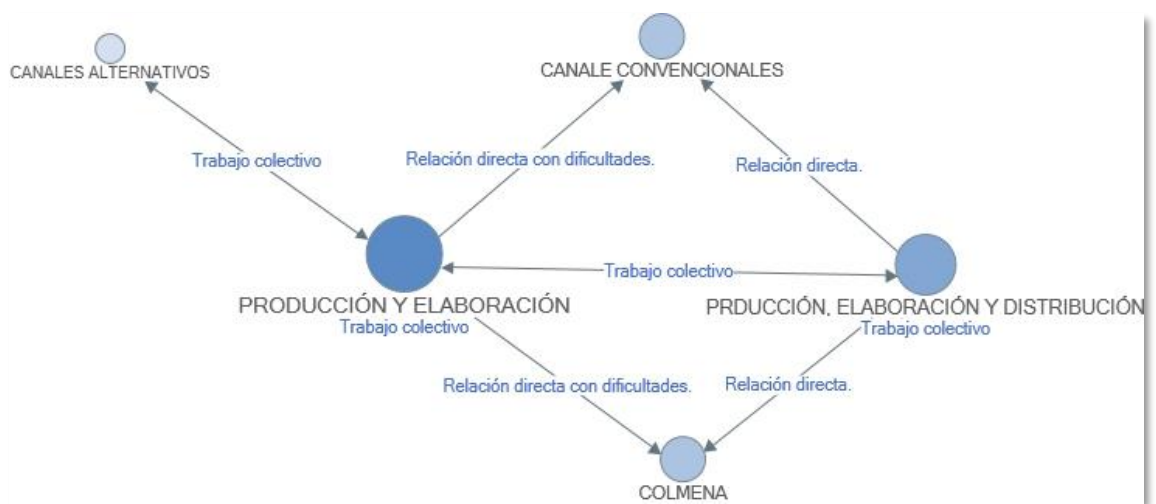 CANALES ALTERNATIVOS
CANALE CONVENCIONALES
Trabajo colectivo
Relación directa con dificultades.
Relación directa.
Trabajo colectivo
PRODUCCIÓN Y ELABORACIÓN
PRDUCCIÓN, ELABORACIÓN Y DISTRIBUCIÓN
Trabajo colectivo
Trabajo colectivo
Relación directa con dificultades.
Relación directa.
COLMENA